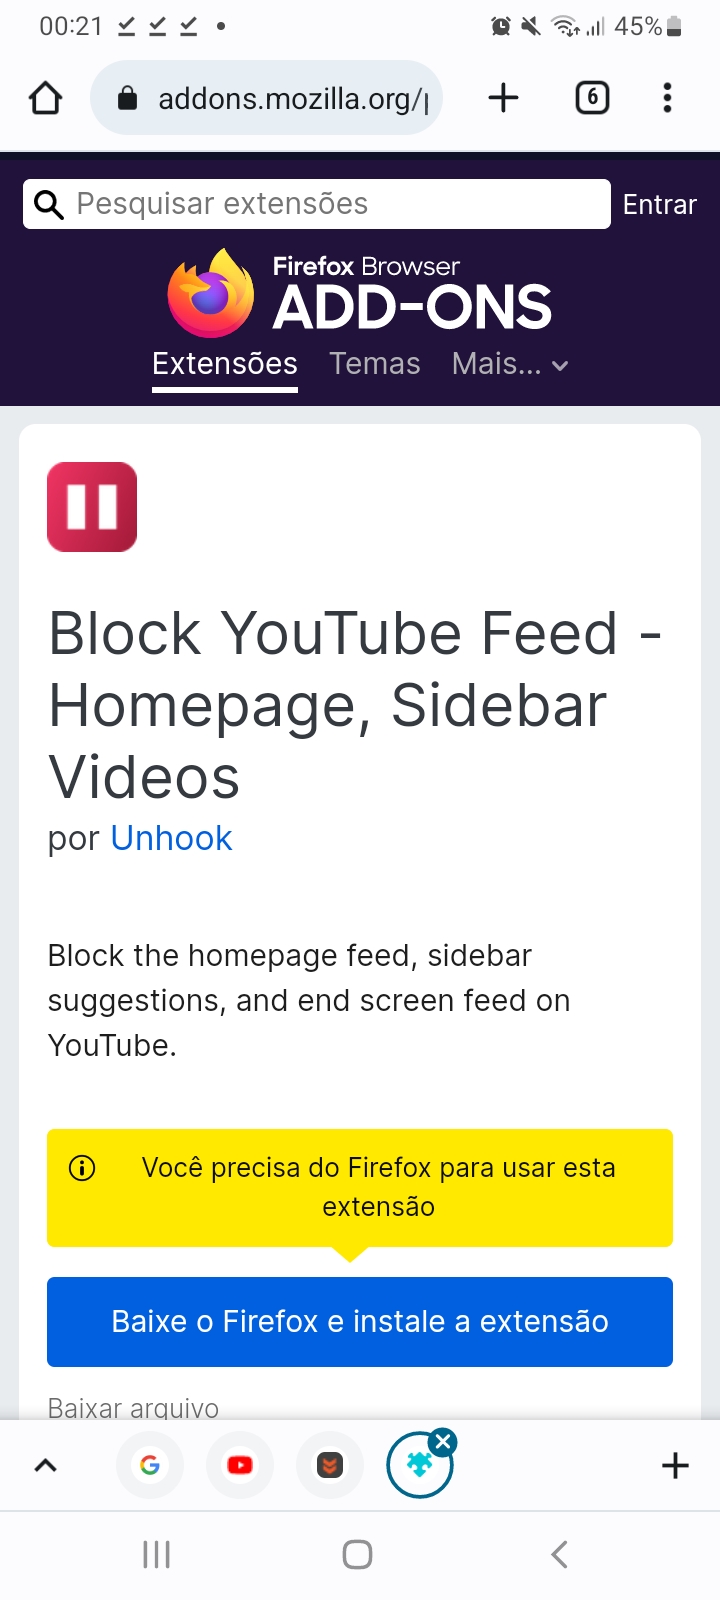 00:21
45%
addons.mozilla.org/
6
Pesquisar extensões
Entrar
Firefox Browser
ADD-ONS
Extensões Temas Mais...
Block YouTube Feed -
Homepage, Sidebar
Videos
por Unhook
Block the homepage feed, sidebar
suggestions, and end screen feed on
YouTube.
Você precisa do Firefox para usar esta
extensão
Baixe o Firefox e instale a extensão
Baixar arquivo